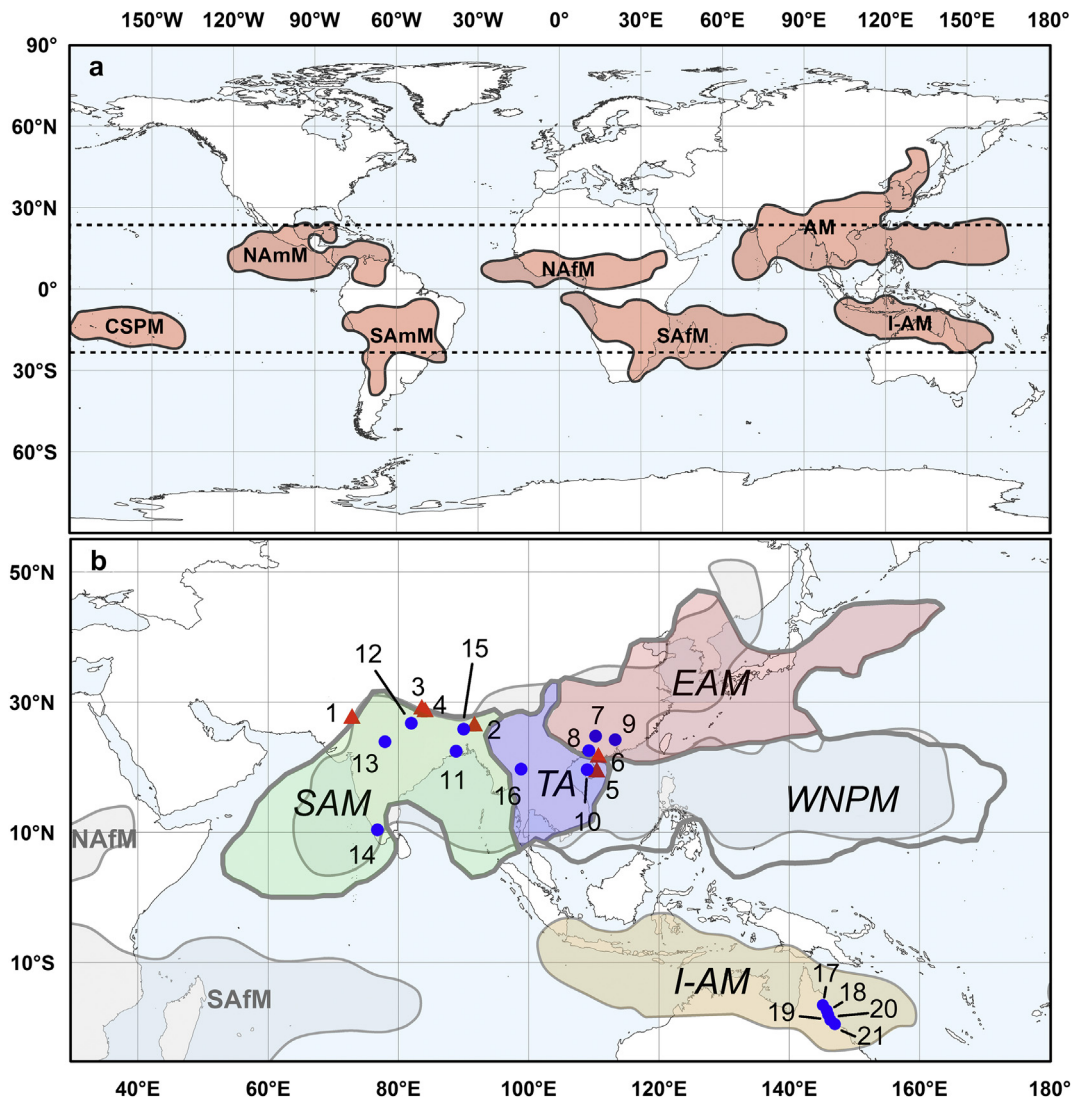 150°W 120°W 90°W 60°W 30°W 0° 30°E 60°E 90°E 120°E 150°E 180°
90°
a
60°N
30°N
AM
NAmM
NAfM
0°
CSPM
SAmM
SAfM
I-AM
30°S
60°S
b
50°N
12
15
3
EAM
30°N
1
4
2
7
9
8
13
11
6
TA
5
WNPM
SAM
16
10
10°N
NAfM
14
10°S
I-AM
17
SAfM
18
19
20
21
40°E 60°E 80°E 100°E 120°E 140°E 160°E 180°